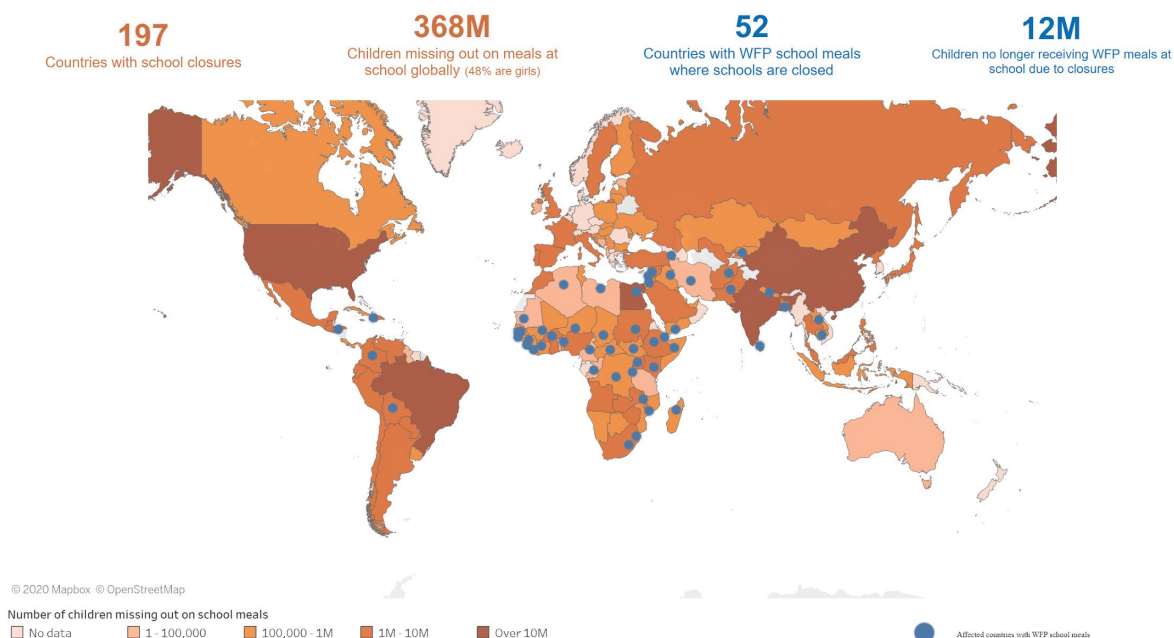 197
Countries with school closures
368M
Children missing out on meals at
school globally (48% are girls)
52
Countries with WFP school meals
where schools are closed
12M
Children no longer receiving WFP meals at
school due to closures
© 2020 Mapbox © OpenStreetMap
Number of children missing out on school meals
No data
1 - 100,000
100,000 - 1M
1M - 10M
Over 10M
Affected countries with WFP school meals